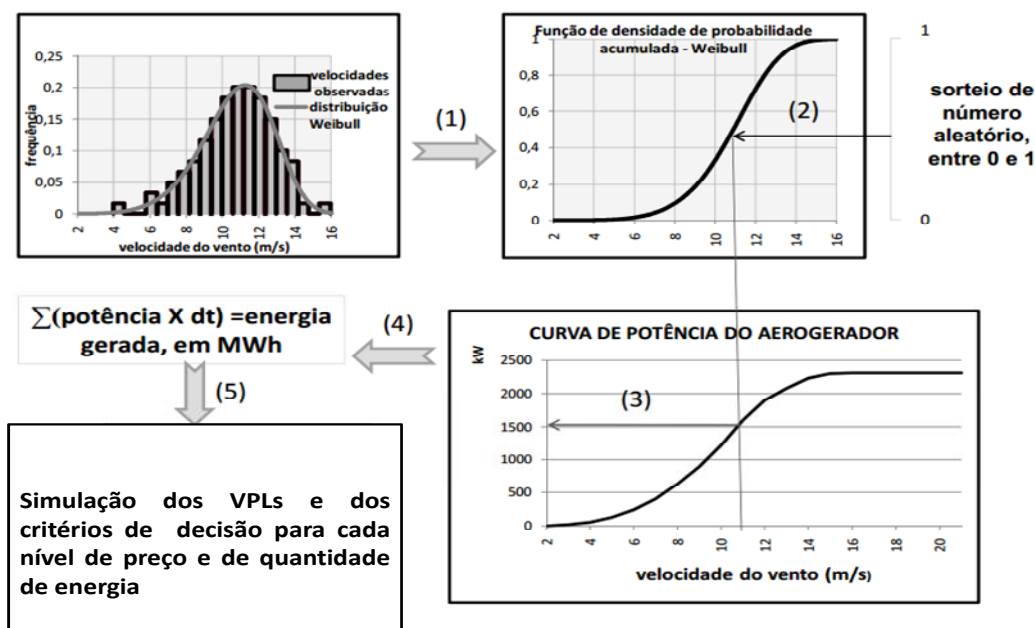 0,25
0,2
0,15
0,1
0,05
0
frequência
velocidades
observadas
distribuição
Weibull
2 4 6 8 10 12 14 16
velocidade do vento (m/s)
(1)
Função de densidade de probabilidade
acumulada - Weibull
1
0,8
0,6
0,4
0,2
0
2 4 6 8 10 12 14 16
(2)
1
sorteio de
número
aleatório,
entre 0 e 1
0
∑(potência X dt) =energia
gerada, em MWh
(4)
(5)
CURVA DE POTÊNCIA DO AEROGERADOR
kW
2500
2000
1500
1000
500
0
(3)
2 4 6 8 10 12 14 16 18 20
velocidade do vento (m/s)
Simulação dos VPLs e dos
critérios de decisão para cada
nível de preço e de quantidade
de energia